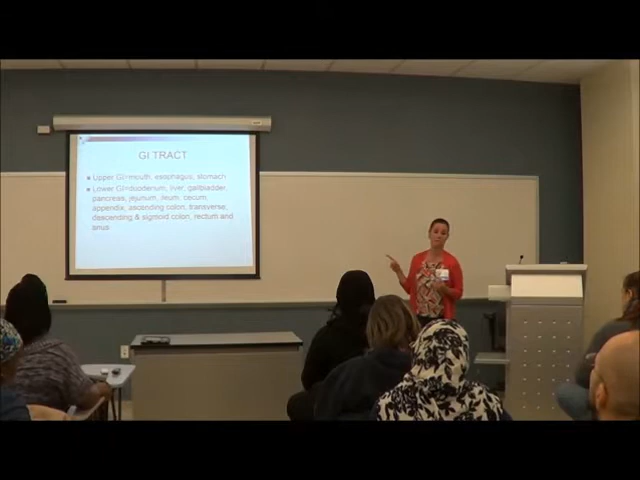 GI TRACT
Upper GI=mouth, esophagus, stomach
Lower GI=duodenum, liver, gallbladder,
pancreas, jejunum, ileum, cecum,
appendix, ascending colon, transverse,
descending & sigmoid colon, rectum and
anus